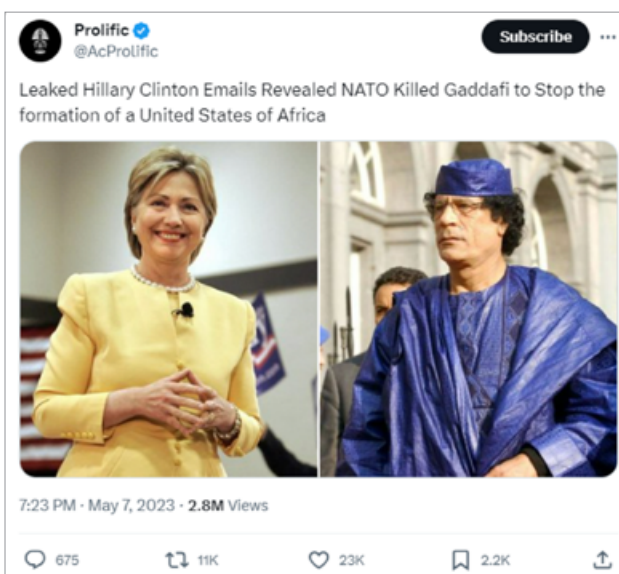 Prolific
@AcProlific
Subscribe
Leaked Hillary Clinton Emails Revealed NATO Killed Gaddafi to Stop the
formation of a United States of Africa
7:23 PM · May 7, 2023 · 2.8M Views
675 11K 23K 2.2K